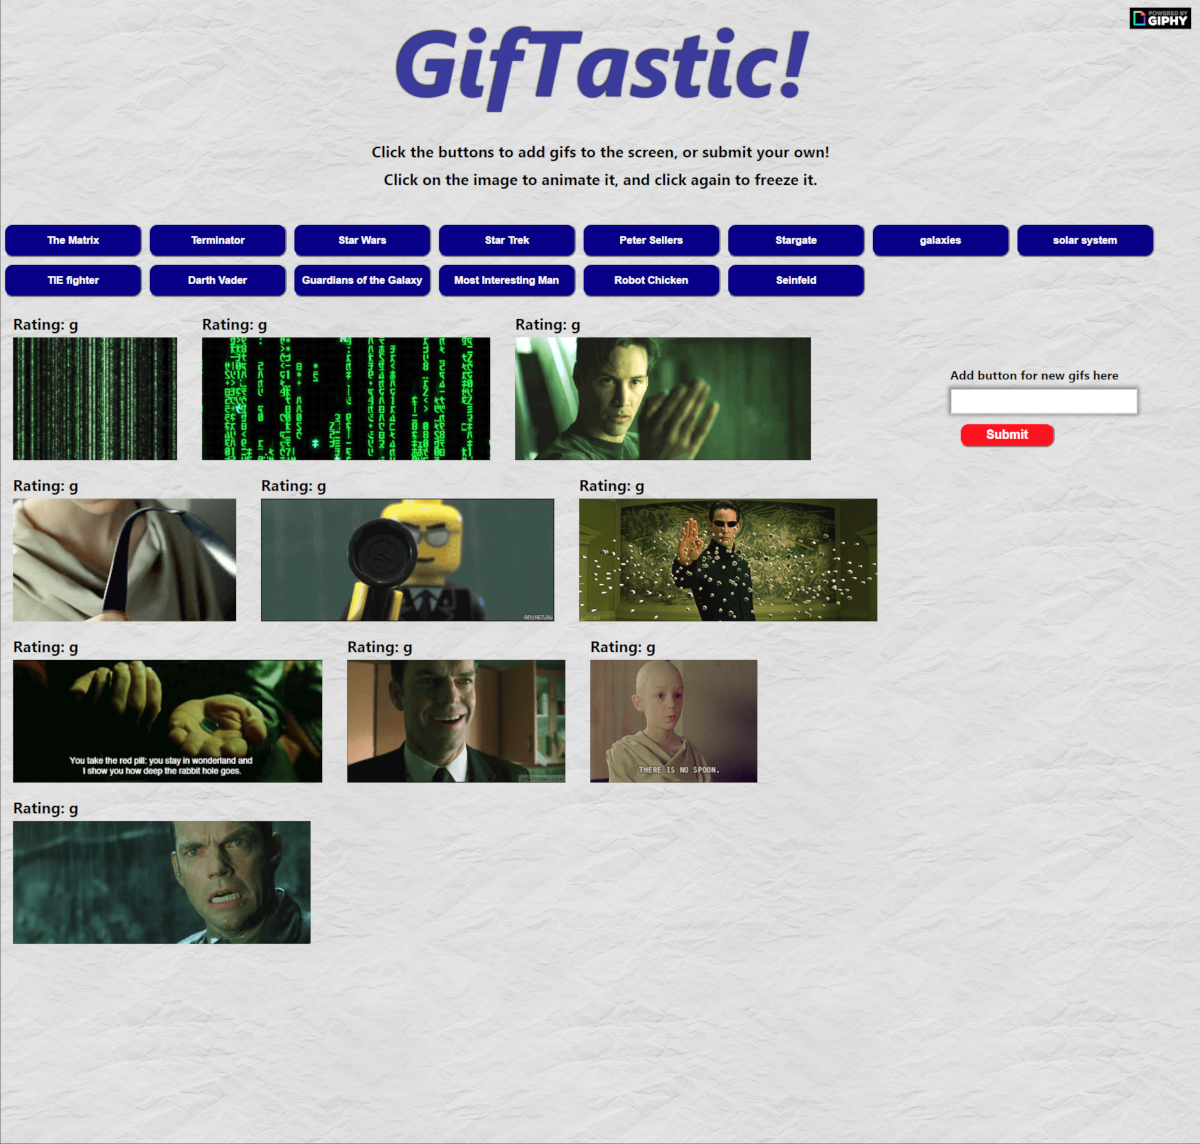 POWERED BY
GIPHY
GifTastic!
Click the buttons to add gifs to the screen, or submit your own!
Click on the image to animate it, and click again to freeze it.
The Matrix
Terminator
Star Wars
Star Trek
Peter Sellers
Stargate
galaxies
solar system
TIE fighter
Darth Vader
Guardians of the Galaxy
Most Interesting Man
Robot Chicken
Seinfeld
Rating: g
Rating: g
Rating: g
Add button for new gifs here
Submit
Rating: g
Rating: g
Rating: g
Rating: g
Rating: g
Rating: g
You take the red pill: you stay in wonderland and
I show you how deep the rabbit hole goes.
THERE IS NO SPOON.
Rating: g